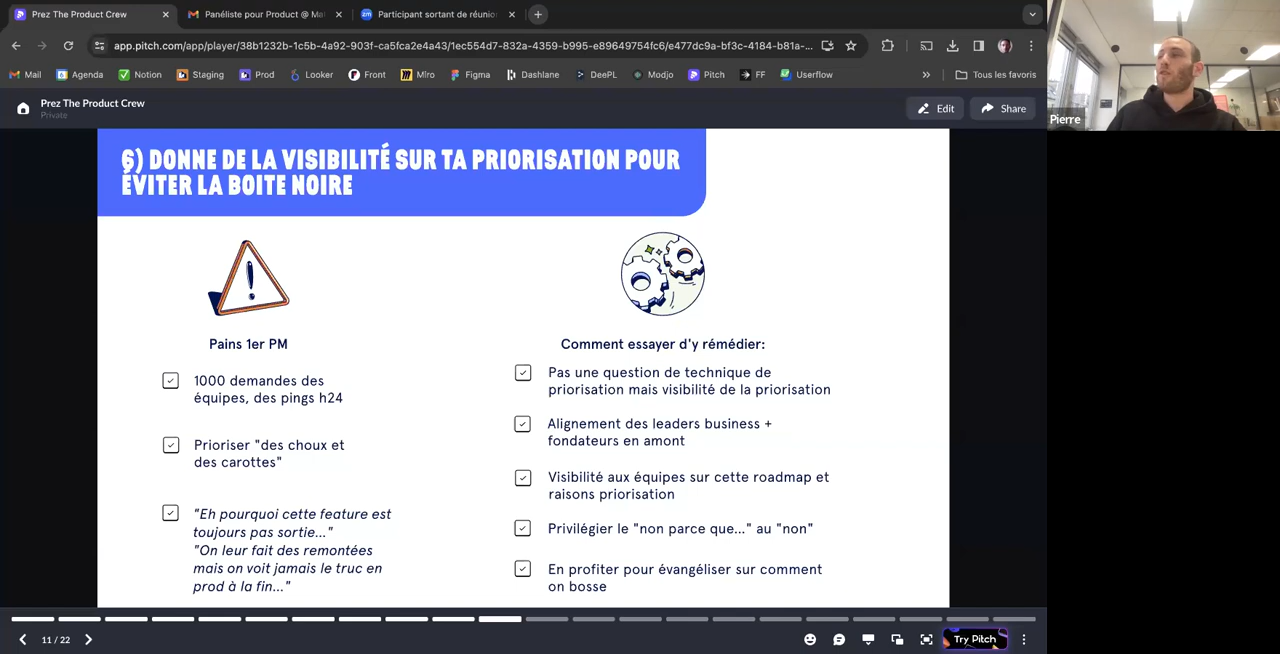 Prez The Product Crew
Panéliste pour Product @ Ma
Participant sortant de réunion
app.pitch.com/app/player/38b1232b-1c5b-4a92-903f-ca5fca2e4a43/1ec554d7-832a-4359-b995-e89649754fc6/e477dc9a-bf3c-4184-b81a-...
Mail
Agenda
Notion
Staging
Prod
Looker
Front
Miro
Figma
Dashlane
DeePL
Modjo
Pitch
FF
Userflow
Tous les favoris
Prez The Product Crew
Private
Edit
Share
Pierre
6) DONNE DE LA VISIBILITÉ SUR TA PRIORISATION POUR
ÉVITER LA BOITE NOIRE
Pains 1er PM
1000 demandes des
équipes, des pings h24
Prioriser "des choux et
des carottes"
"Eh pourquoi cette feature est
toujours pas sortie..."
"On leur fait des remontées
mais on voit jamais le truc en
prod à la fin..."
Comment essayer d'y rémédier:
Pas une question de technique de
priorisation mais visibilité de la priorisation
Alignement des leaders business +
fondateurs en amont
Visibilité aux équipes sur cette roadmap et
raisons priorisation
Privilégier le "non parce que..." au "non"
En profiter pour évangéliser sur comment
on bosse
11 / 22
Try Pitch